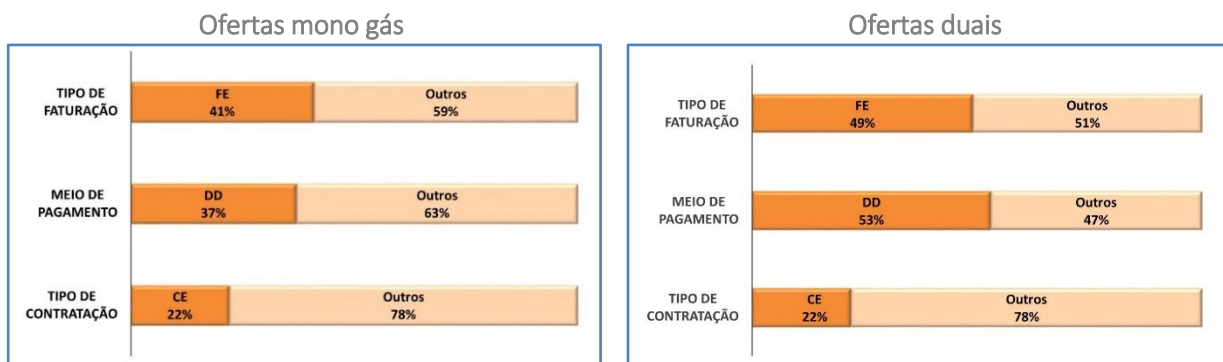 Ofertas mono gás
TIPO DE
FATURAÇÃO
FE
41%
Outros
59%
MEIO DE
PAGAMENTO
DD
37%
Outros
63%
TIPO DE
CONTRATAÇÃO
CE
22%
Outros
78%
Ofertas duais
TIPO DE
FATURAÇÃO
FE
49%
Outros
51%
MEIO DE
PAGAMENTO
DD
53%
Outros
47%
TIPO DE
CONTRATAÇÃO
CE
22%
Outros
78%